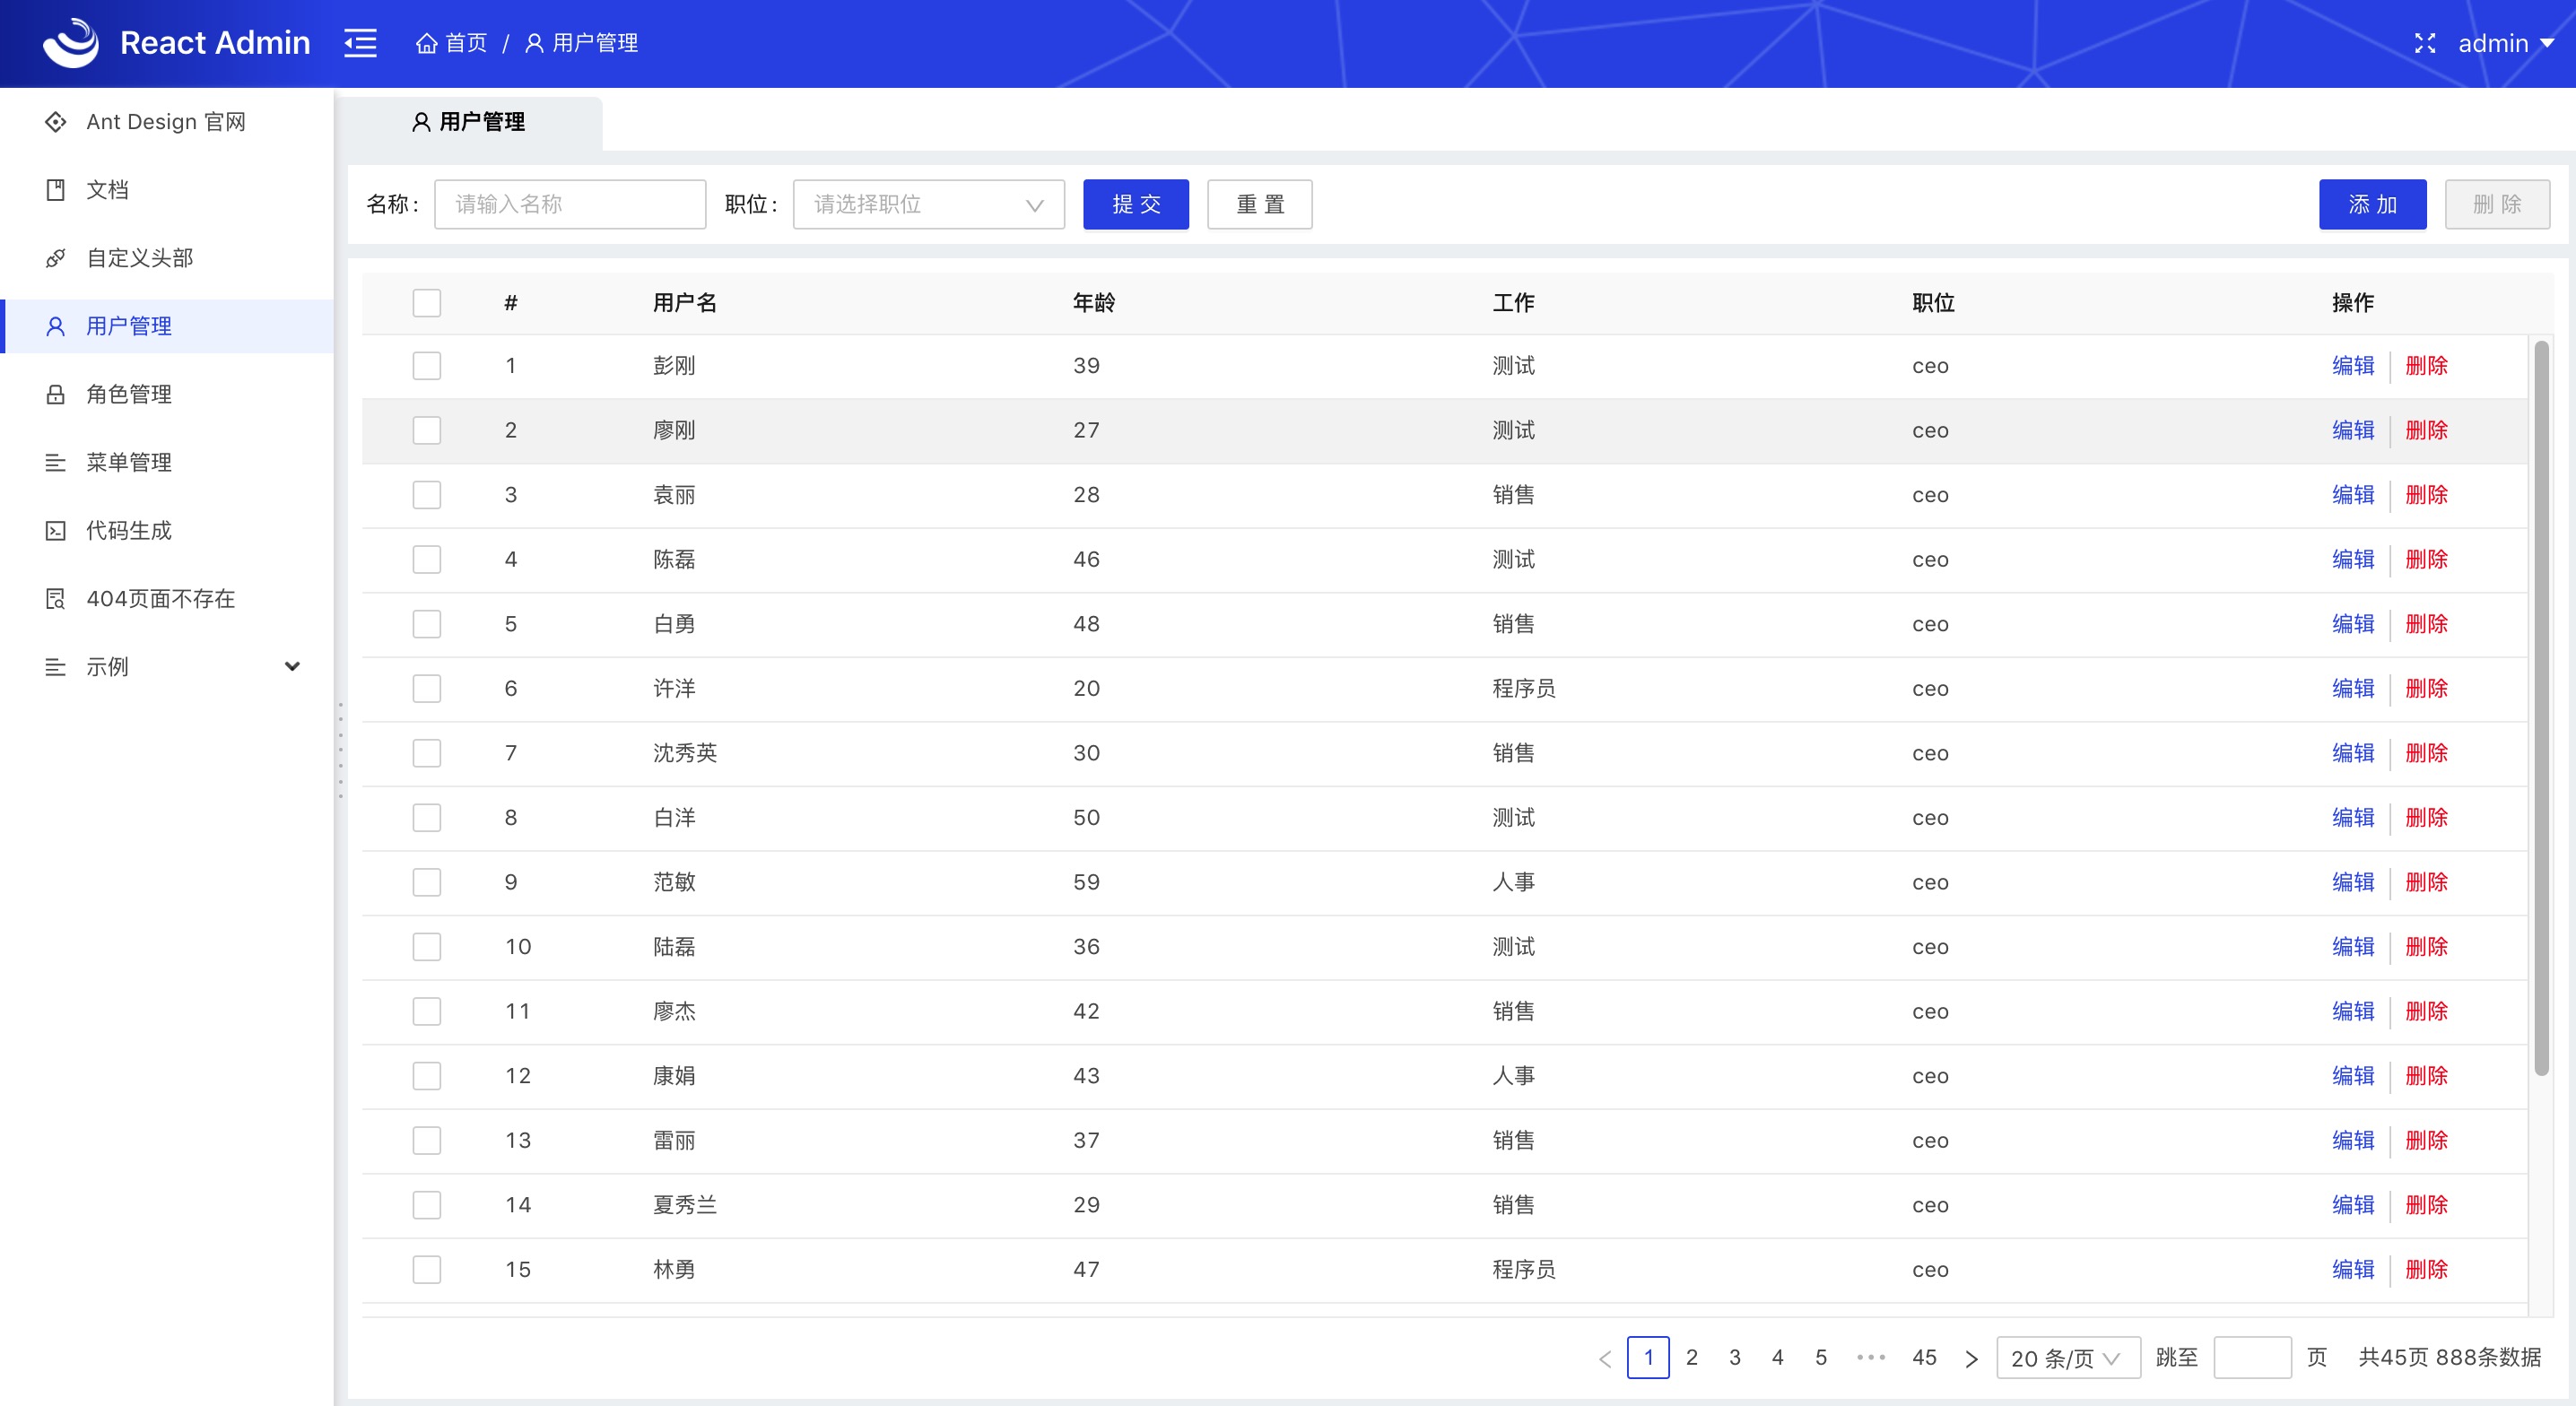 React Admin 首页 / 用户管理 admin
Ant Design 官网
文档
自定义头部
用户管理
角色管理
菜单管理
代码生成
404页面不存在
示例
用户管理
名称: 请输入名称 职位: 请选择职位 提 交 重 置 添 加 删 除
# 用户名 年龄 工作 职位 操作
1 彭刚 39 测试 ceo 编辑 删除
2 廖刚 27 测试 ceo 编辑 删除
3 袁丽 28 销售 ceo 编辑 删除
4 陈磊 46 测试 ceo 编辑 删除
5 白勇 48 销售 ceo 编辑 删除
6 许洋 20 程序员 ceo 编辑 删除
7 沈秀英 30 销售 ceo 编辑 删除
8 白洋 50 测试 ceo 编辑 删除
9 范敏 59 人事 ceo 编辑 删除
10 陆磊 36 测试 ceo 编辑 删除
11 廖杰 42 销售 ceo 编辑 删除
12 康娟 43 人事 ceo 编辑 删除
13 雷丽 37 销售 ceo 编辑 删除
14 夏秀兰 29 销售 ceo 编辑 删除
15 林勇 47 程序员 ceo 编辑 删除
1 2 3 4 5 ••• 45 20 条/页 跳至 页 共45页 888条数据